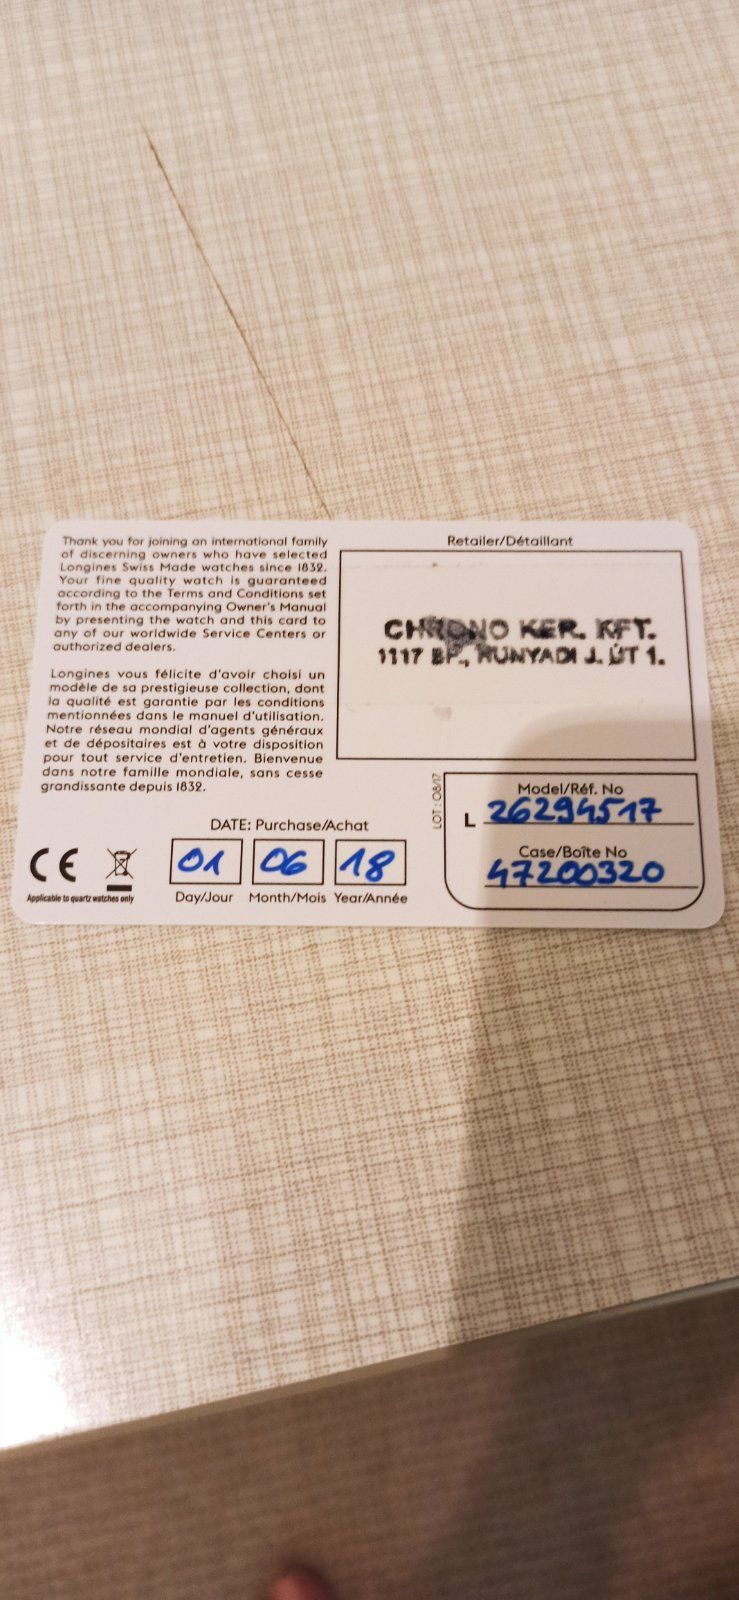 Thank you for joining an international family
of discerning owners who have selected
Longines Swiss Made watches since 1832.
Your fine quality watch is guaranteed
according to the Terms and Conditions set
forth in the accompanying Owner's Manual
by presenting the watch and this card to
any of our worldwide Service Centers or
authorized dealers.
Longines vous félicite d'avoir choisi un
modèle de sa prestigieuse collection, dont
la qualité est garantie par les conditions
mentionnées dans le manuel d'utilisation.
Notre réseau mondial d'agents généraux
et de dépositaires est à votre disposition
pour tout service d'entretien. Bienvenue
dans notre famille mondiale, sans cesse
grandissante depuis 1832.
Retailer/Détaillant
CHRONO KER. KFT.
1117 BP., HUNYADI J. ÚT 1.
LOT : 08/17
Model/Réf. No
L 26294517
Case/Boîte No
47200320
DATE: Purchase/Achat
01 06 18
Day/Jour Month/Mois Year/Année
CE
Applicable to quartz watches only